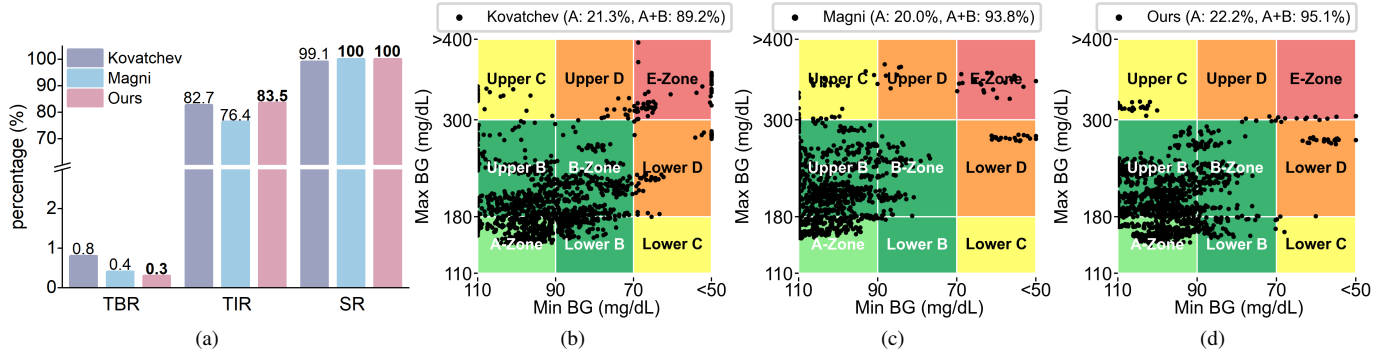 percentage (%)
100
90
80
70
2
1
0
Kovatchev
Magni
Ours
0.8
0.4
0.3
82.7
76.4
83.5
99.1
100
100
TBR
TIR
SR
(a)
Kovatchev (A: 21.3%, A+B: 89.2%)
Max BG (mg/dL)
>400
300
180
110
Upper C
Upper D
E-Zone
Upper B
B-Zone
Lower D
A-Zone
Lower B
Lower C
110
90
70
<50
Min BG (mg/dL)
(b)
Magni (A: 20.0%, A+B: 93.8%)
Max BG (mg/dL)
>400
300
180
110
Upper C
Upper D
E-Zone
Upper B
B-Zone
Lower D
A-Zone
Lower B
Lower C
110
90
70
<50
Min BG (mg/dL)
(c)
Ours (A: 22.2%, A+B: 95.1%)
Max BG (mg/dL)
>400
300
180
110
Upper C
Upper D
E-Zone
Upper B
B-Zone
Lower D
A-Zone
Lower B
Lower C
110
90
70
<50
Min BG (mg/dL)
(d)